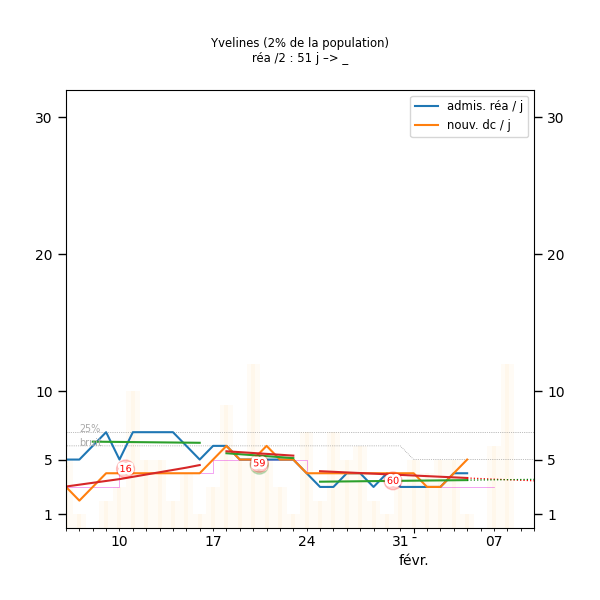 Yvelines (2% de la population)
réa /2 : 51 j –> _
admis. réa / j
nouv. dc / j
30 30
20 20
10 10
25%
brut
5 5
16 59 60
1 1
10 17 24 31 07
févr.